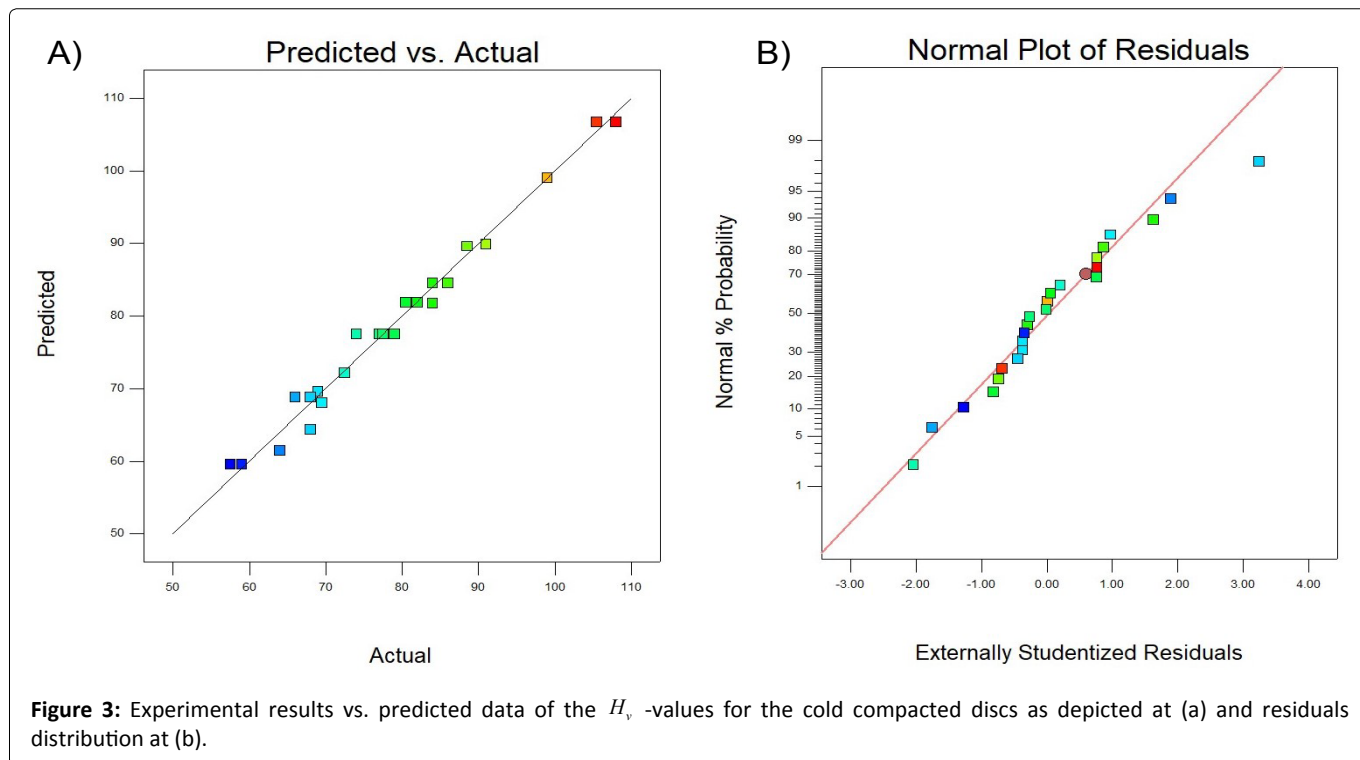 A)
Predicted vs. Actual
110
100
90
80
70
60
50
Predicted
50 60 70 80 90 100 110
Actual
B)
Normal Plot of Residuals
99
95
90
80
70
50
30
20
10
5
1
Normal % Probability
-3.00 -2.00 -1.00 0.00 1.00 2.00 3.00 4.00
Externally Studentized Residuals
Figure 3: Experimental results vs. predicted data of the Hv -values for the cold compacted discs as depicted at (a) and residuals
distribution at (b).